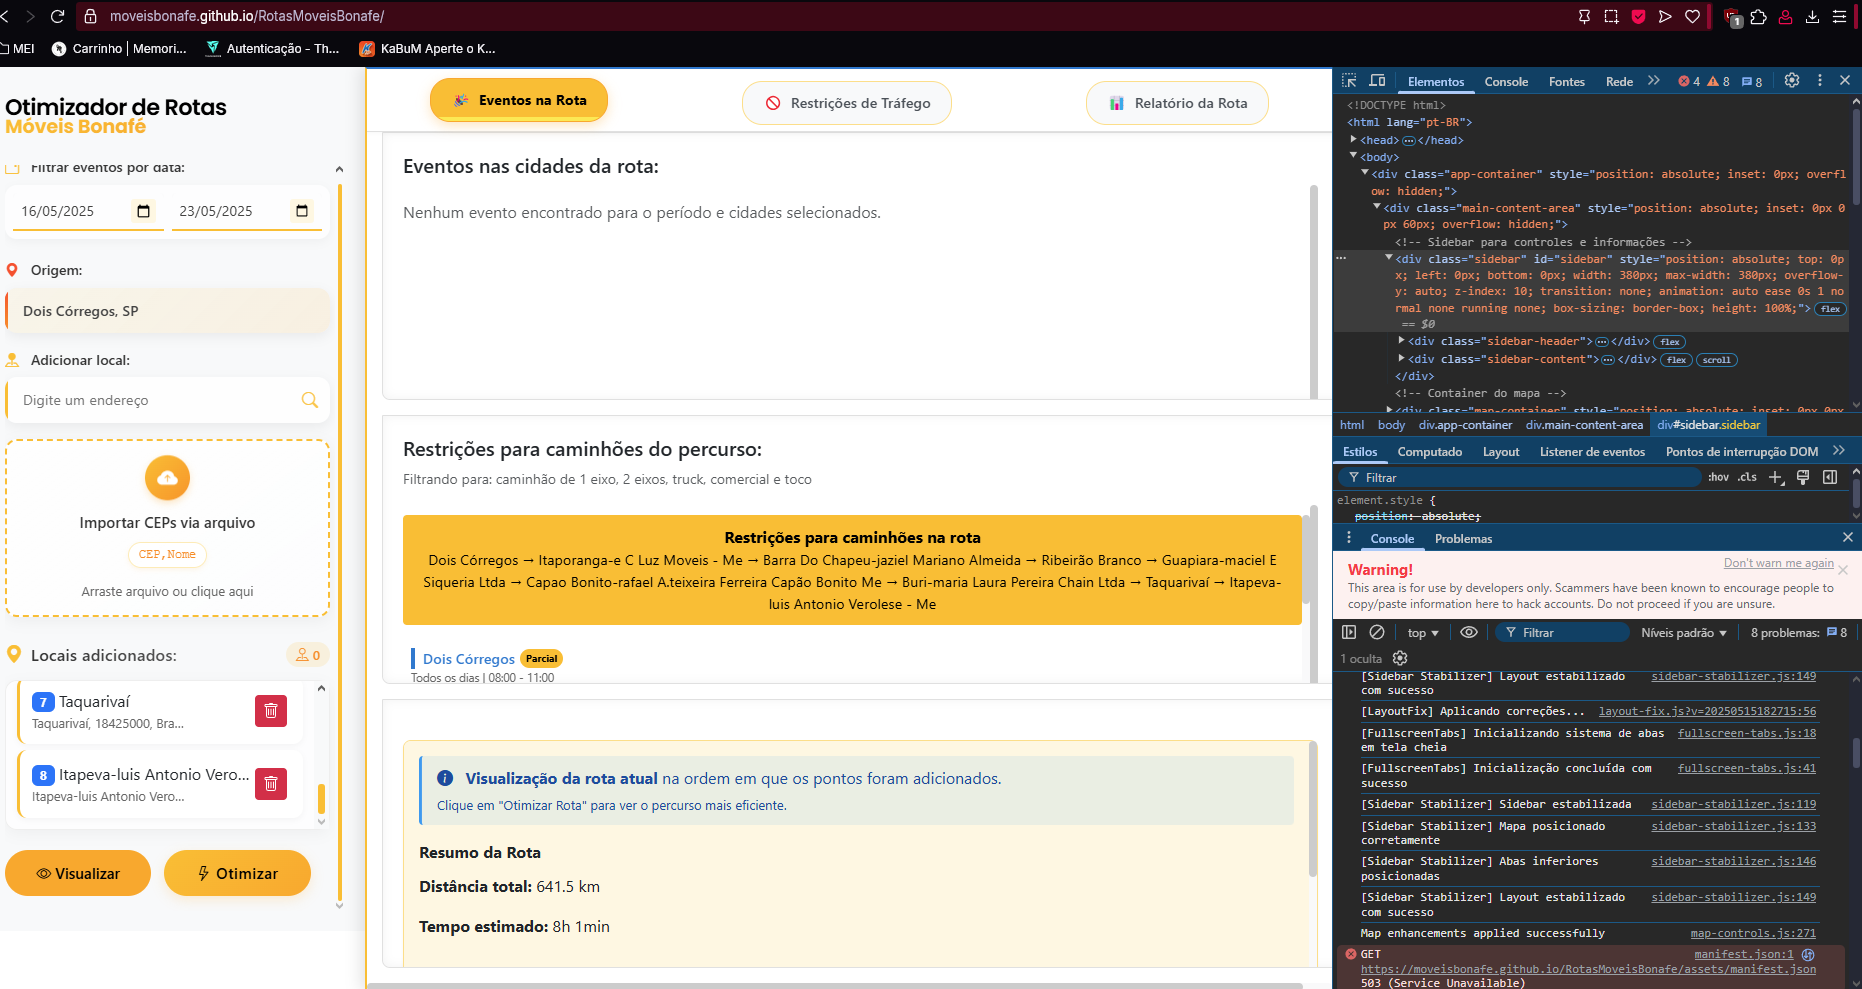 moveisbonafe.github.io/RotasMoveisBonafe/
1
MEI
Carrinho | Memori...
Autenticação - Th...
KaBuM Aperte o K...
Otimizador de Rotas
Móveis Bonafé
Filtrar eventos por data:
16/05/2025
23/05/2025
Origem:
Dois Córregos, SP
Adicionar local:
Digite um endereço
Importar CEPs via arquivo
CEP,Nome
Arraste arquivo ou clique aqui
Locais adicionados:
0
7 Taquarivaí
Taquarivaí, 18425000, Bra...
8 Itapeva-luis Antonio Vero...
Itapeva-luis Antonio Vero...
Visualizar
Otimizar
Eventos na Rota
Restrições de Tráfego
Relatório da Rota
Eventos nas cidades da rota:
Nenhum evento encontrado para o período e cidades selecionados.
Restrições para caminhões do percurso:
Filtrando para: caminhão de 1 eixo, 2 eixos, truck, comercial e toco
Restrições para caminhões na rota
Dois Córregos → Itaporanga-e C Luz Moveis - Me → Barra Do Chapeu-jaziel Mariano Almeida → Ribeirão Branco → Guapiara-maciel E
Siqueria Ltda → Capao Bonito-rafael A.teixeira Ferreira Capão Bonito Me → Buri-maria Laura Pereira Chain Ltda → Taquarivaí → Itapeva-
luis Antonio Verolese - Me
Dois Córregos Parcial
Todos os dias | 08:00 - 11:00
Visualização da rota atual na ordem em que os pontos foram adicionados.
Clique em "Otimizar Rota" para ver o percurso mais eficiente.
Resumo da Rota
Distância total: 641.5 km
Tempo estimado: 8h 1min
Elementos
Console
Fontes
Rede
4
8
8
<!DOCTYPE html>
<html lang="pt-BR">
<head> </head>
<body>
<div class="app-container" style="position: absolute; inset: 0px; overfl
ow: hidden;">
<div class="main-content-area" style="position: absolute; inset: 0px 0
px 60px; overflow: hidden;">
<!-- Sidebar para controles e informações -->
<div class="sidebar" id="sidebar" style="position: absolute; top: 0p
x; left: 0px; bottom: 0px; width: 380px; max-width: 380px; overflow-
y: auto; z-index: 10; transition: none; animation: auto ease 0s 1 no
rmal none running none; box-sizing: border-box; height: 100%;"> flex
== $0
<div class="sidebar-header"> </div> flex
<div class="sidebar-content"> </div> flex scroll
</div>
<!-- Container do mapa -->
<div class="map-container" style="position: absolute; inset: 0px 0px
html
body
div.app-container
div.main-content-area
div#sidebar.sidebar
Estilos
Computado
Layout
Listener de eventos
Pontos de interrupção DOM
Filtrar
:hov
.cls
element.style {
position: absolute;
Console
Problemas
Warning!
Don't warn me again
This area is for use by developers only. Scammers have been known to encourage people to
copy/paste information here to hack accounts. Do not proceed if you are unsure.
top
Filtrar
Níveis padrão
8 problemas: 8
1 oculta
[Sidebar Stabilizer] Layout estabilizado sidebar-stabilizer.js:149
com sucesso
[LayoutFix] Aplicando correções... layout-fix.js?v=20250515182715:56
[FullscreenTabs] Inicializando sistema de abas fullscreen-tabs.js:18
em tela cheia
[FullscreenTabs] Inicialização concluída com fullscreen-tabs.js:41
sucesso
[Sidebar Stabilizer] Sidebar estabilizada sidebar-stabilizer.js:119
[Sidebar Stabilizer] Mapa posicionado sidebar-stabilizer.js:133
corretamente
[Sidebar Stabilizer] Abas inferiores sidebar-stabilizer.js:146
posicionadas
[Sidebar Stabilizer] Layout estabilizado sidebar-stabilizer.js:149
com sucesso
Map enhancements applied successfully map-controls.js:271
GET manifest.json:1
https://moveisbonafe.github.io/RotasMoveisBonafe/assets/manifest.json
503 (Service Unavailable)